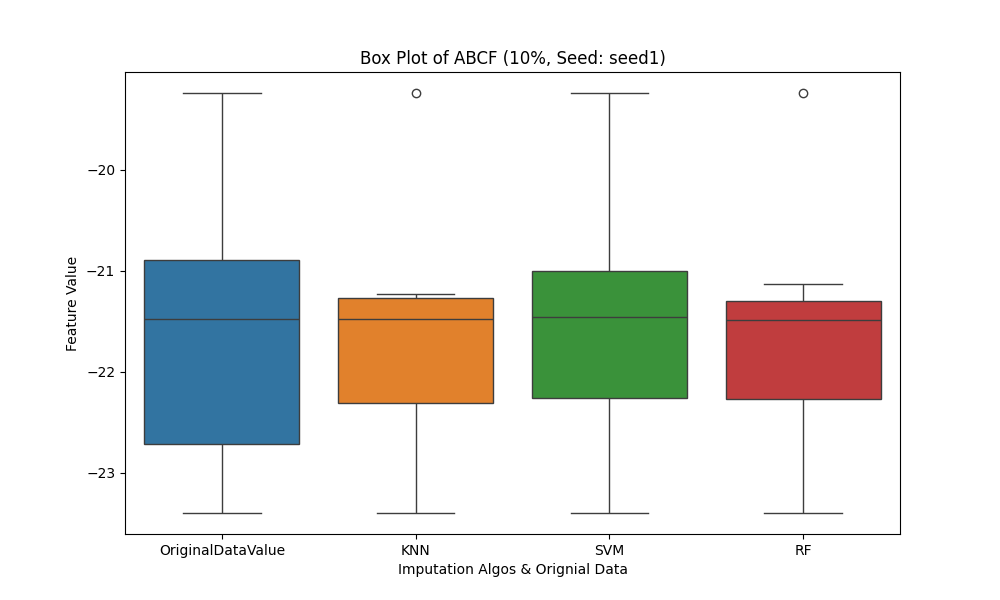 Box Plot of ABCF (10%, Seed: seed1)
−20
−21
−22
−23
Feature Value
OriginalDataValue KNN SVM RF
Imputation Algos & Orignial Data